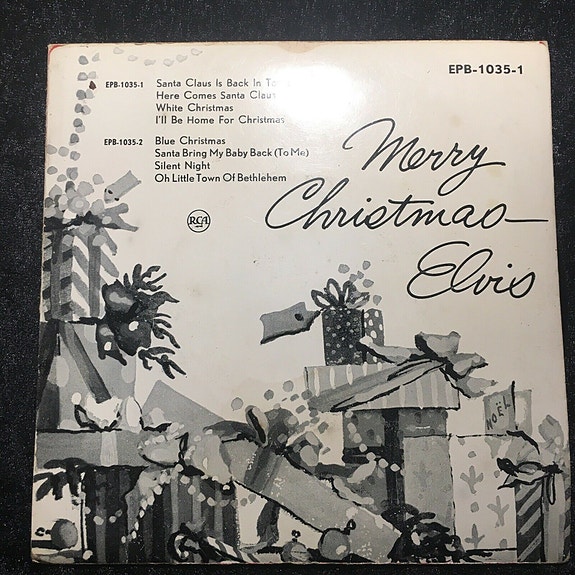 EPB-1035-1
EPB-1035-1 Santa Claus Is Back In
Here Comes Santa Claus
White Christmas
I'll Be Home For Christmas
EPB-1035-2 Blue Christmas
Santa Bring My Baby Back (To Me)
Silent Night
Oh Little Town Of Bethlehem
RCA
Merry
Christmas—
Elvis
NOËL